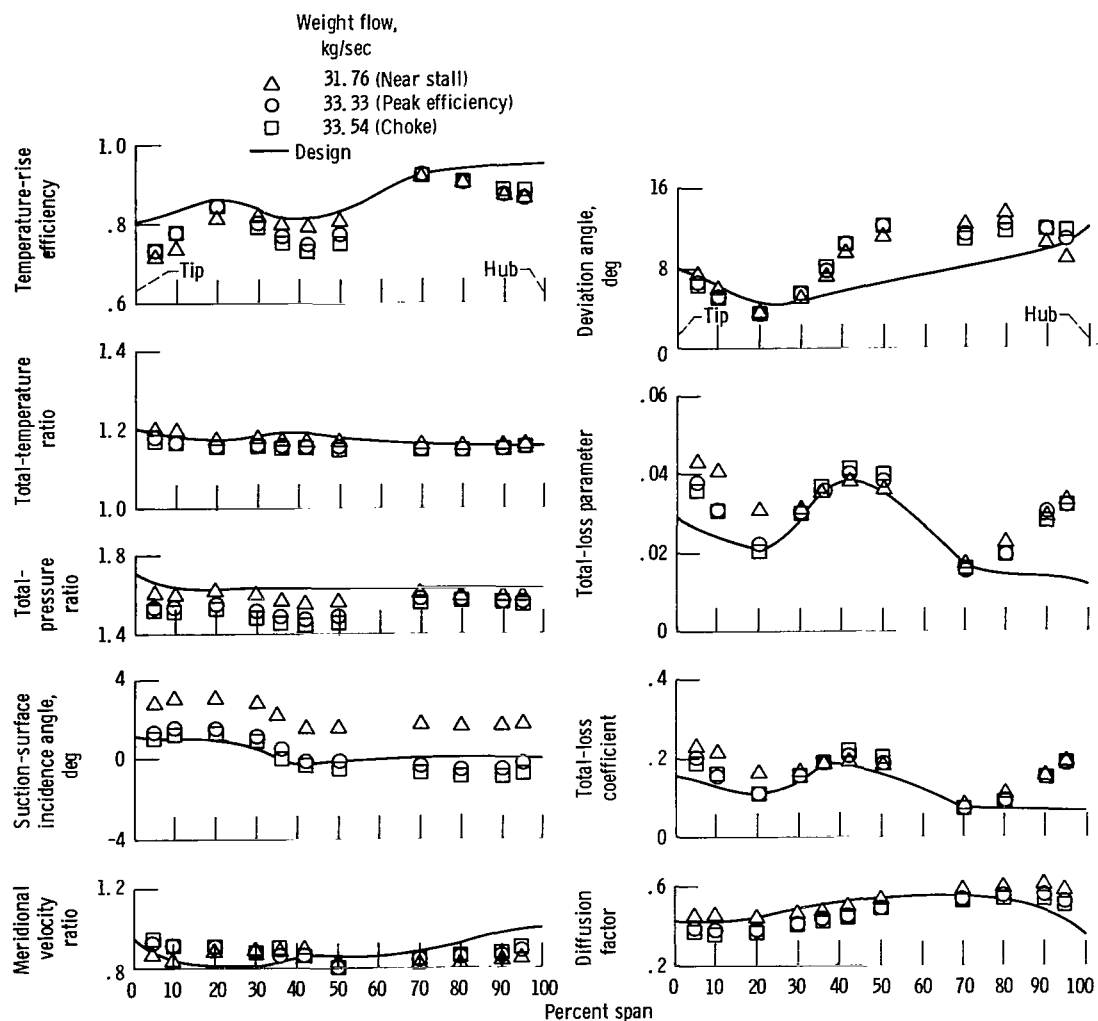 Weight flow,
kg/sec
31.76 (Near stall)
33.33 (Peak efficiency)
33.54 (Choke)
Design
Temperature-rise
efficiency
1.0
.8
.6
Tip
Hub
Total-temperature
ratio
1.4
1.2
1.0
Total-
pressure
ratio
1.8
1.6
1.4
Suction-surface
incidence angle,
deg
4
0
-4
Meridional
velocity
ratio
1.2
.8
0 10 20 30 40 50 60 70 80 90 100
Deviation angle,
deg
16
8
0
Tip
Hub
Total-loss parameter
.06
.04
.02
0
Total-loss
coefficient
.4
.2
0
Diffusion
factor
.6
.2
0 10 20 30 40 50 60 70 80 90 100
Percent span